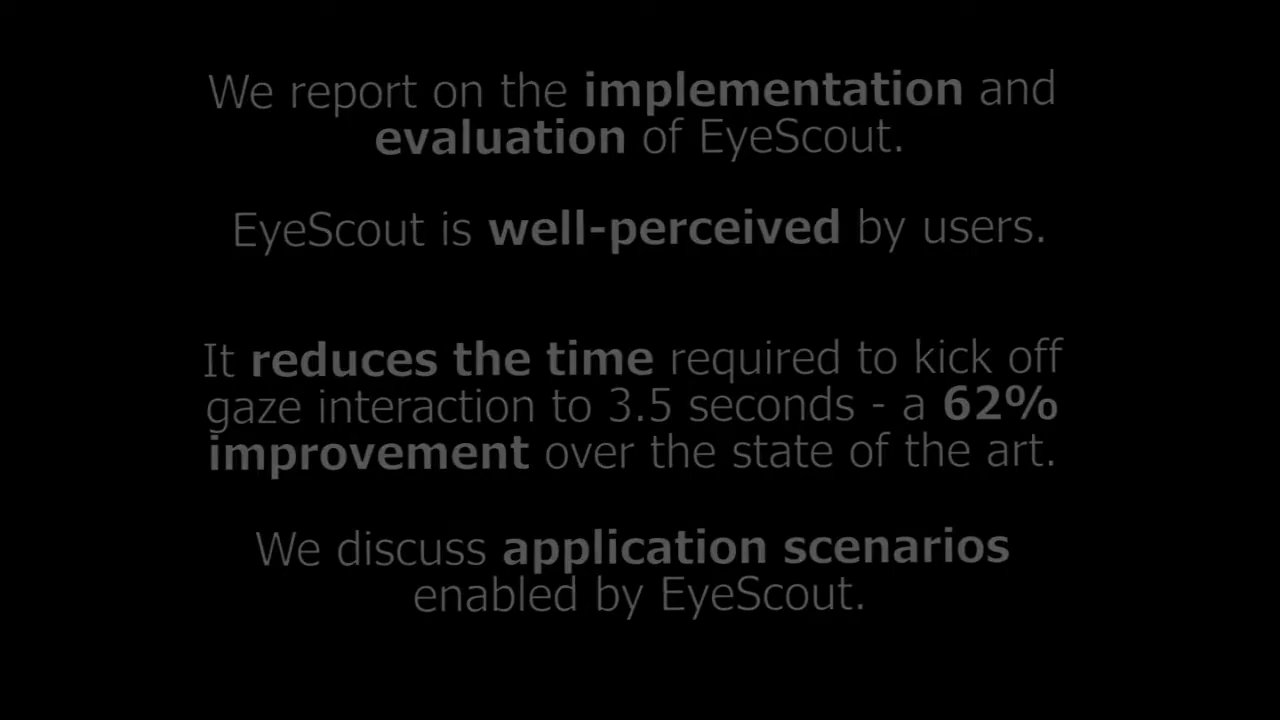 We report on the implementation and
evaluation of EyeScout.
EyeScout is well-perceived by users.
It reduces the time required to kick off
gaze interaction to 3.5 seconds - a 62%
improvement over the state of the art.
We discuss application scenarios
enabled by EyeScout.